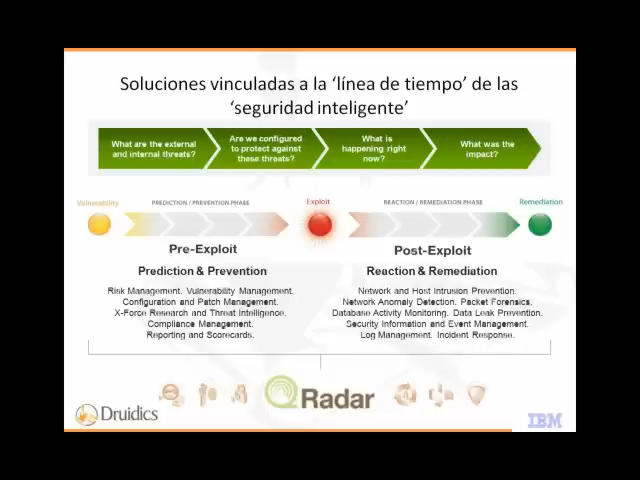 Soluciones vinculadas a la ‘línea de tiempo’ de las
‘seguridad inteligente’
What are the external
and internal threats?
Are we configured
to protect against
these threats?
What is
happening right
now?
What was the
impact?
Vulnerability
PREDICTION / PREVENTION PHASE
Exploit
REACTION / REMEDIATION PHASE
Remediation
Pre-Exploit
Post-Exploit
Prediction & Prevention
Reaction & Remediation
Risk Management. Vulnerability Management.
Configuration and Patch Management.
X-Force Research and Threat Intelligence.
Compliance Management.
Reporting and Scorecards.
Network and Host Intrusion Prevention.
Network Anomaly Detection. Packet Forensics.
Database Activity Monitoring. Data Leak Prevention.
Security Information and Event Management.
Log Management. Incident Response.
QRadar
Druidics
IBM